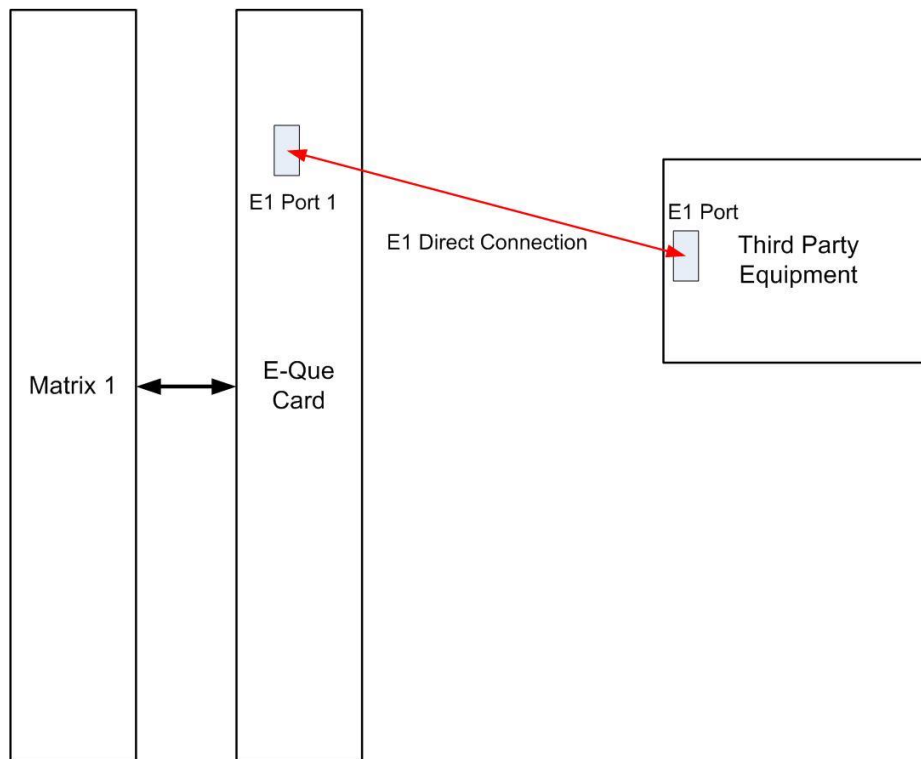 E1 Port 1
E1 Port
E1 Direct Connection
Third Party
Equipment
Matrix 1
E-Que
Card